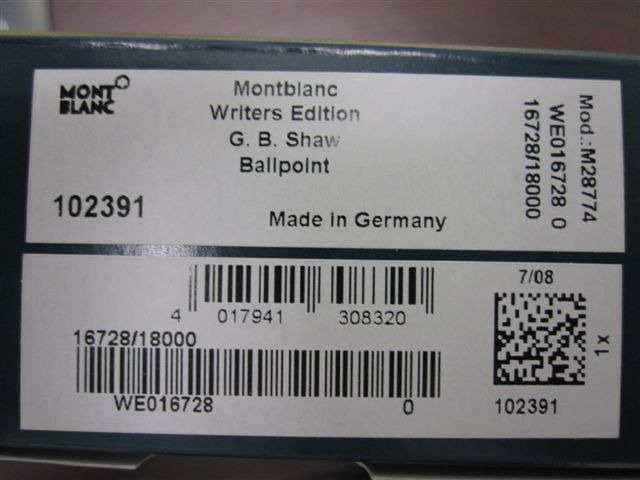 MONT
BLANC
Montblanc
Writers Edition
G. B. Shaw
Ballpoint
102391
Made in Germany
Mod.:M28774
WE016728 0
16728/18000
4 017941 308320
16728/18000
WE016728 0
7/08
1x
102391